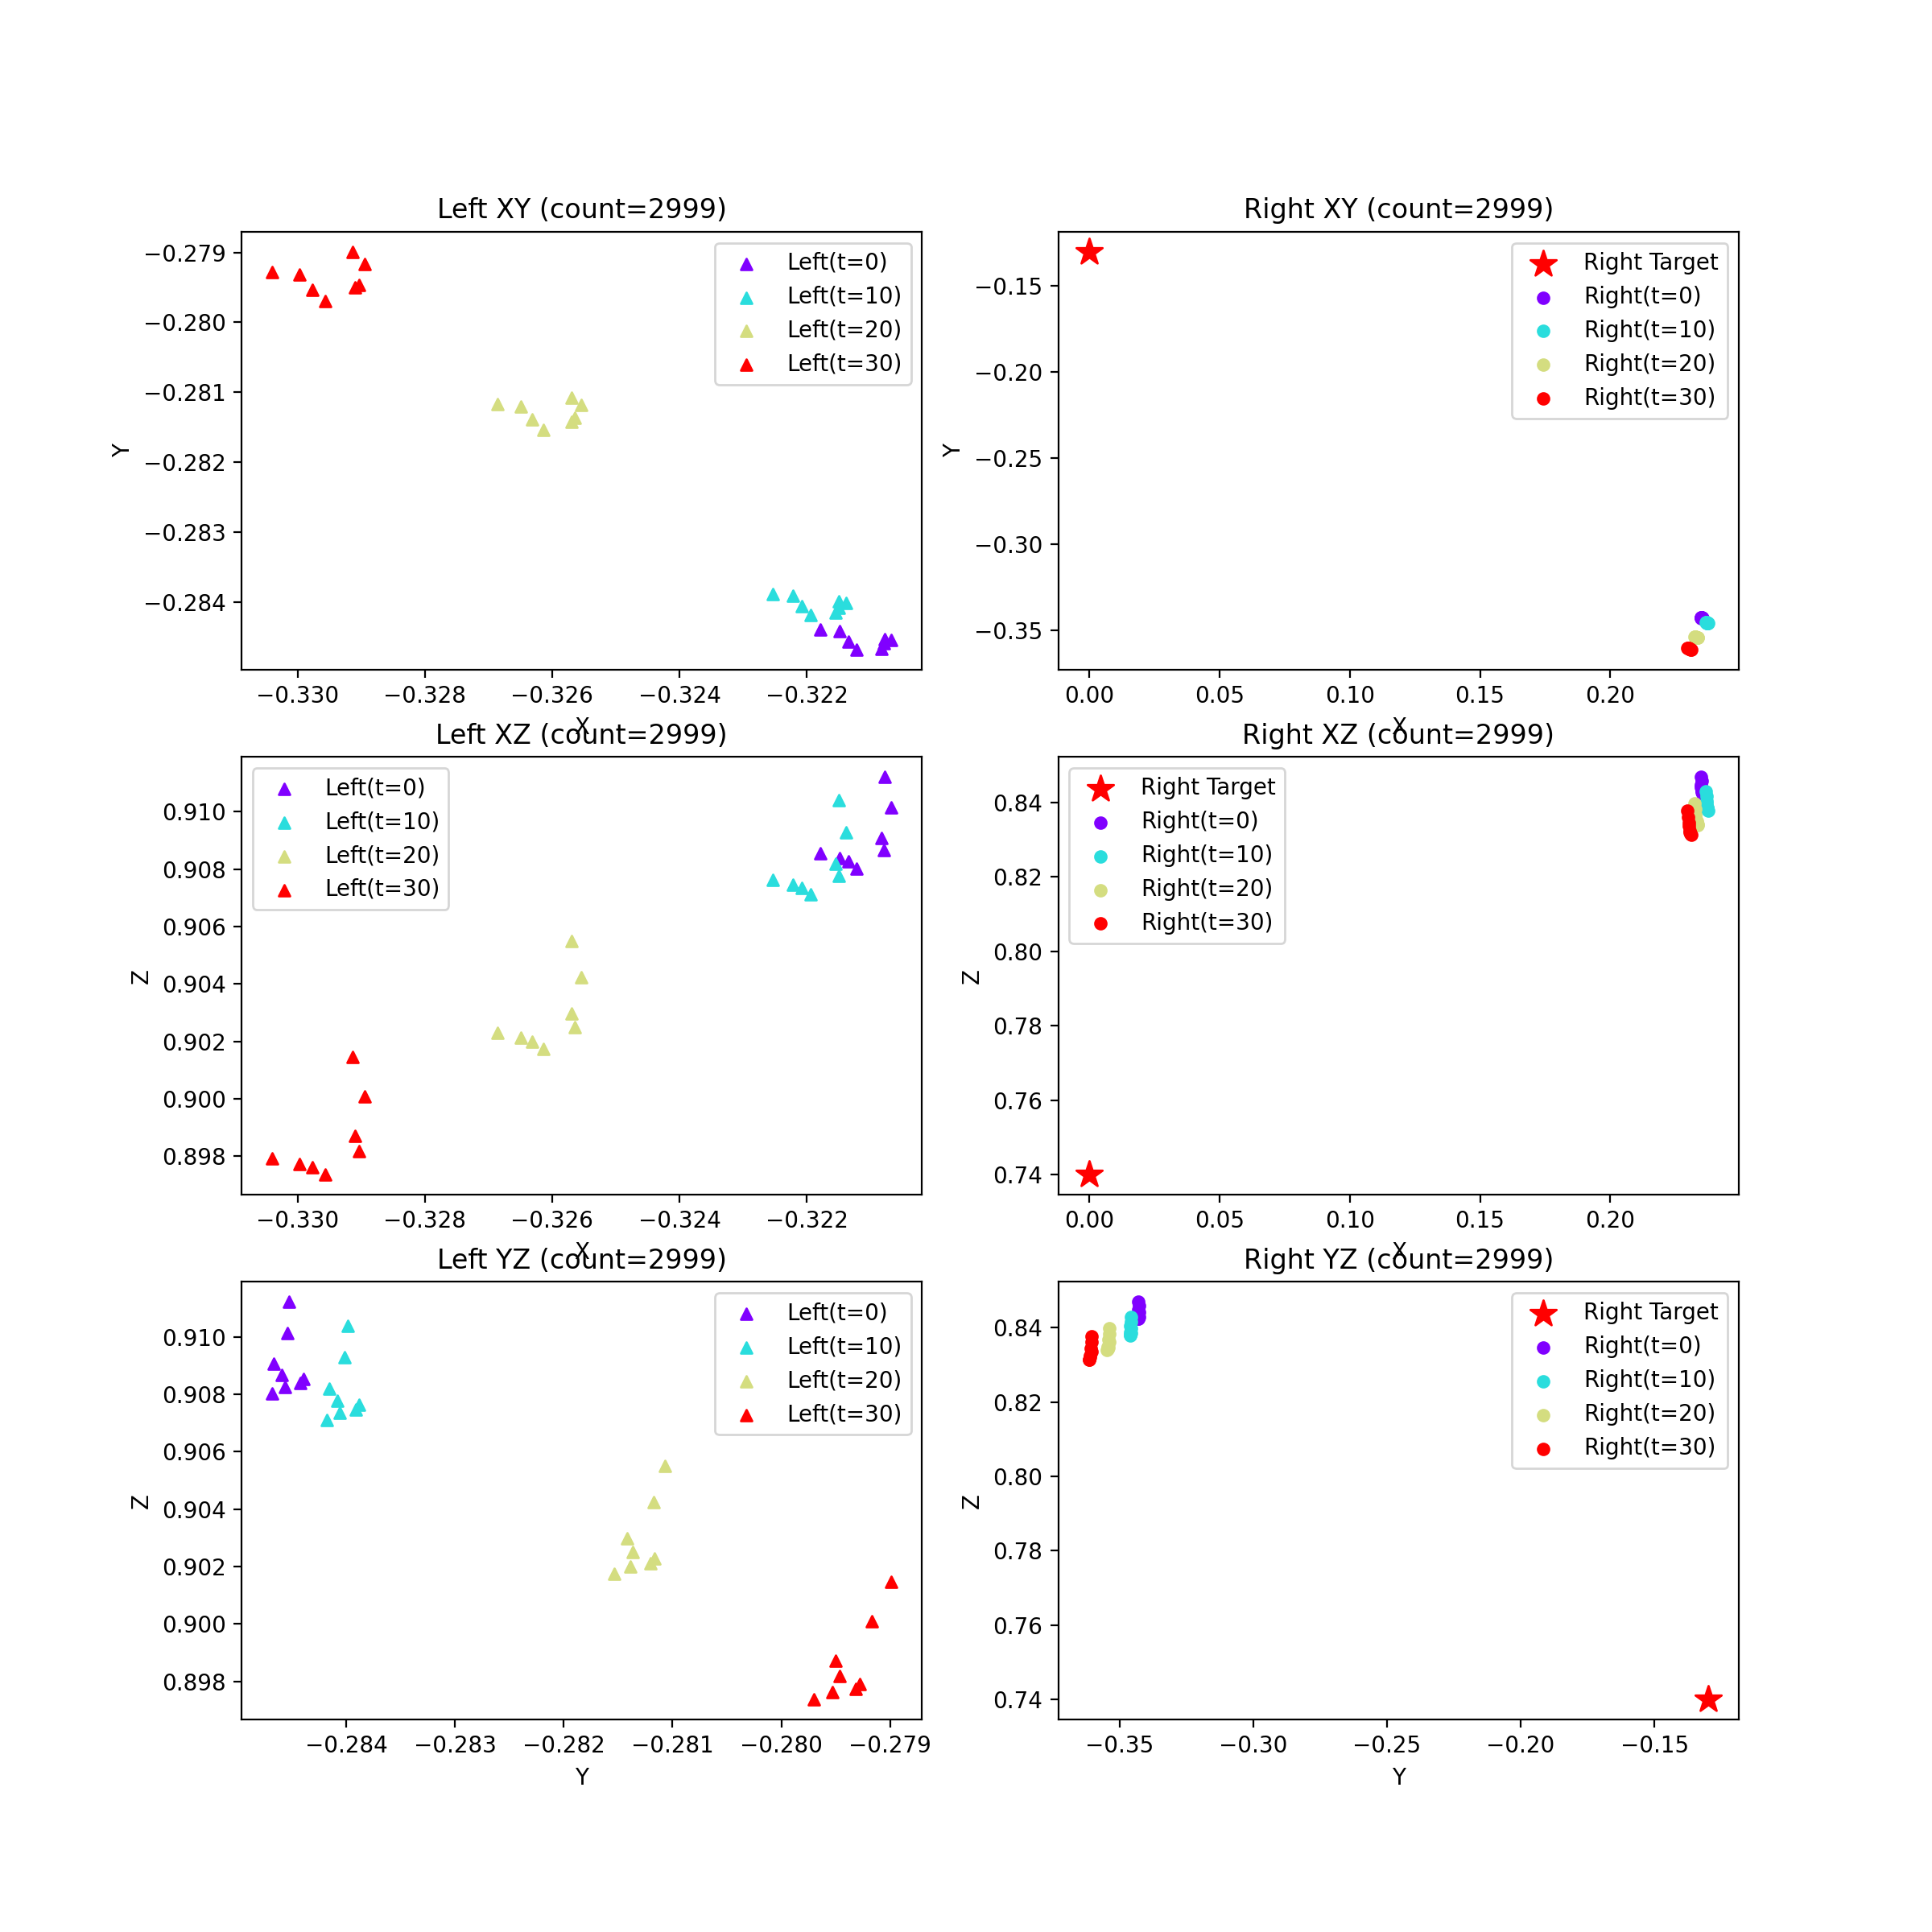 Left XY (count=2999)
−0.279
−0.280
−0.281
−0.282
−0.283
−0.284
Y
Left(t=0)
Left(t=10)
Left(t=20)
Left(t=30)
−0.330 −0.328 −0.326 −0.324 −0.322
X
Right XY (count=2999)
−0.15
−0.20
−0.25
−0.30
−0.35
Y
Right Target
Right(t=0)
Right(t=10)
Right(t=20)
Right(t=30)
0.00 0.05 0.10 0.15 0.20
X
Left XZ (count=2999)
0.910
0.908
0.906
0.904
0.902
0.900
0.898
Z
Left(t=0)
Left(t=10)
Left(t=20)
Left(t=30)
−0.330 −0.328 −0.326 −0.324 −0.322
X
Right XZ (count=2999)
0.84
0.82
0.80
0.78
0.76
0.74
Z
Right Target
Right(t=0)
Right(t=10)
Right(t=20)
Right(t=30)
0.00 0.05 0.10 0.15 0.20
X
Left YZ (count=2999)
0.910
0.908
0.906
0.904
0.902
0.900
0.898
Z
Left(t=0)
Left(t=10)
Left(t=20)
Left(t=30)
−0.284 −0.283 −0.282 −0.281 −0.280 −0.279
Y
Right YZ (count=2999)
0.84
0.82
0.80
0.78
0.76
0.74
Z
Right Target
Right(t=0)
Right(t=10)
Right(t=20)
Right(t=30)
−0.35 −0.30 −0.25 −0.20 −0.15
Y